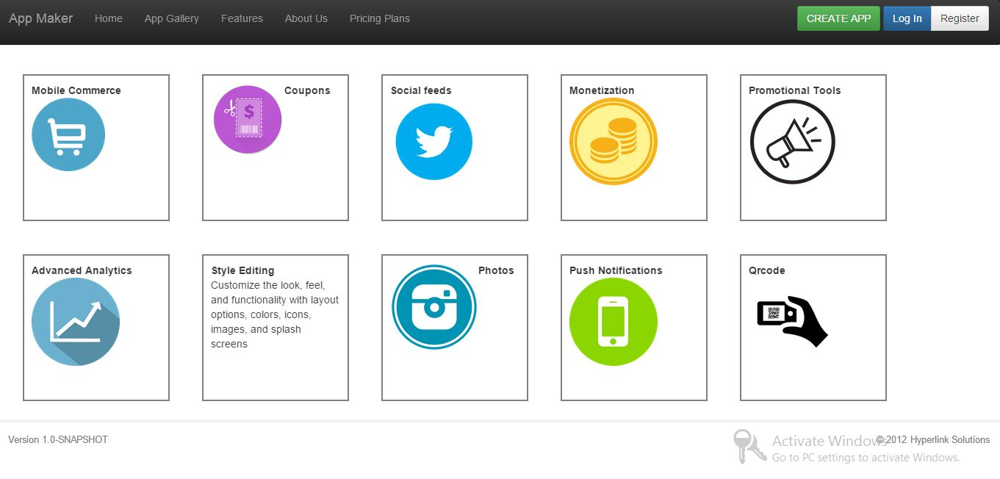 App Maker Home App Gallery Features About Us Pricing Plans CREATE APP Log In Register
Mobile Commerce
$
Coupons
Social feeds
Monetization
Promotional Tools
Advanced Analytics
Style Editing
Customize the look, feel,
and functionality with layout
options, colors, icons,
images, and splash
screens
Photos
Push Notifications
Qrcode
Version 1.0-SNAPSHOT
© 2012 Hyperlink Solutions
Activate Windows
Go to PC settings to activate Windows.